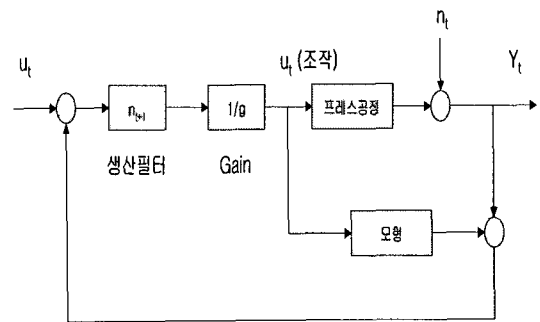 n_t
u_t
u_t (조작)
Y_t
n_{t+1}
1/g
프레스공정
생산필터
Gain
모형